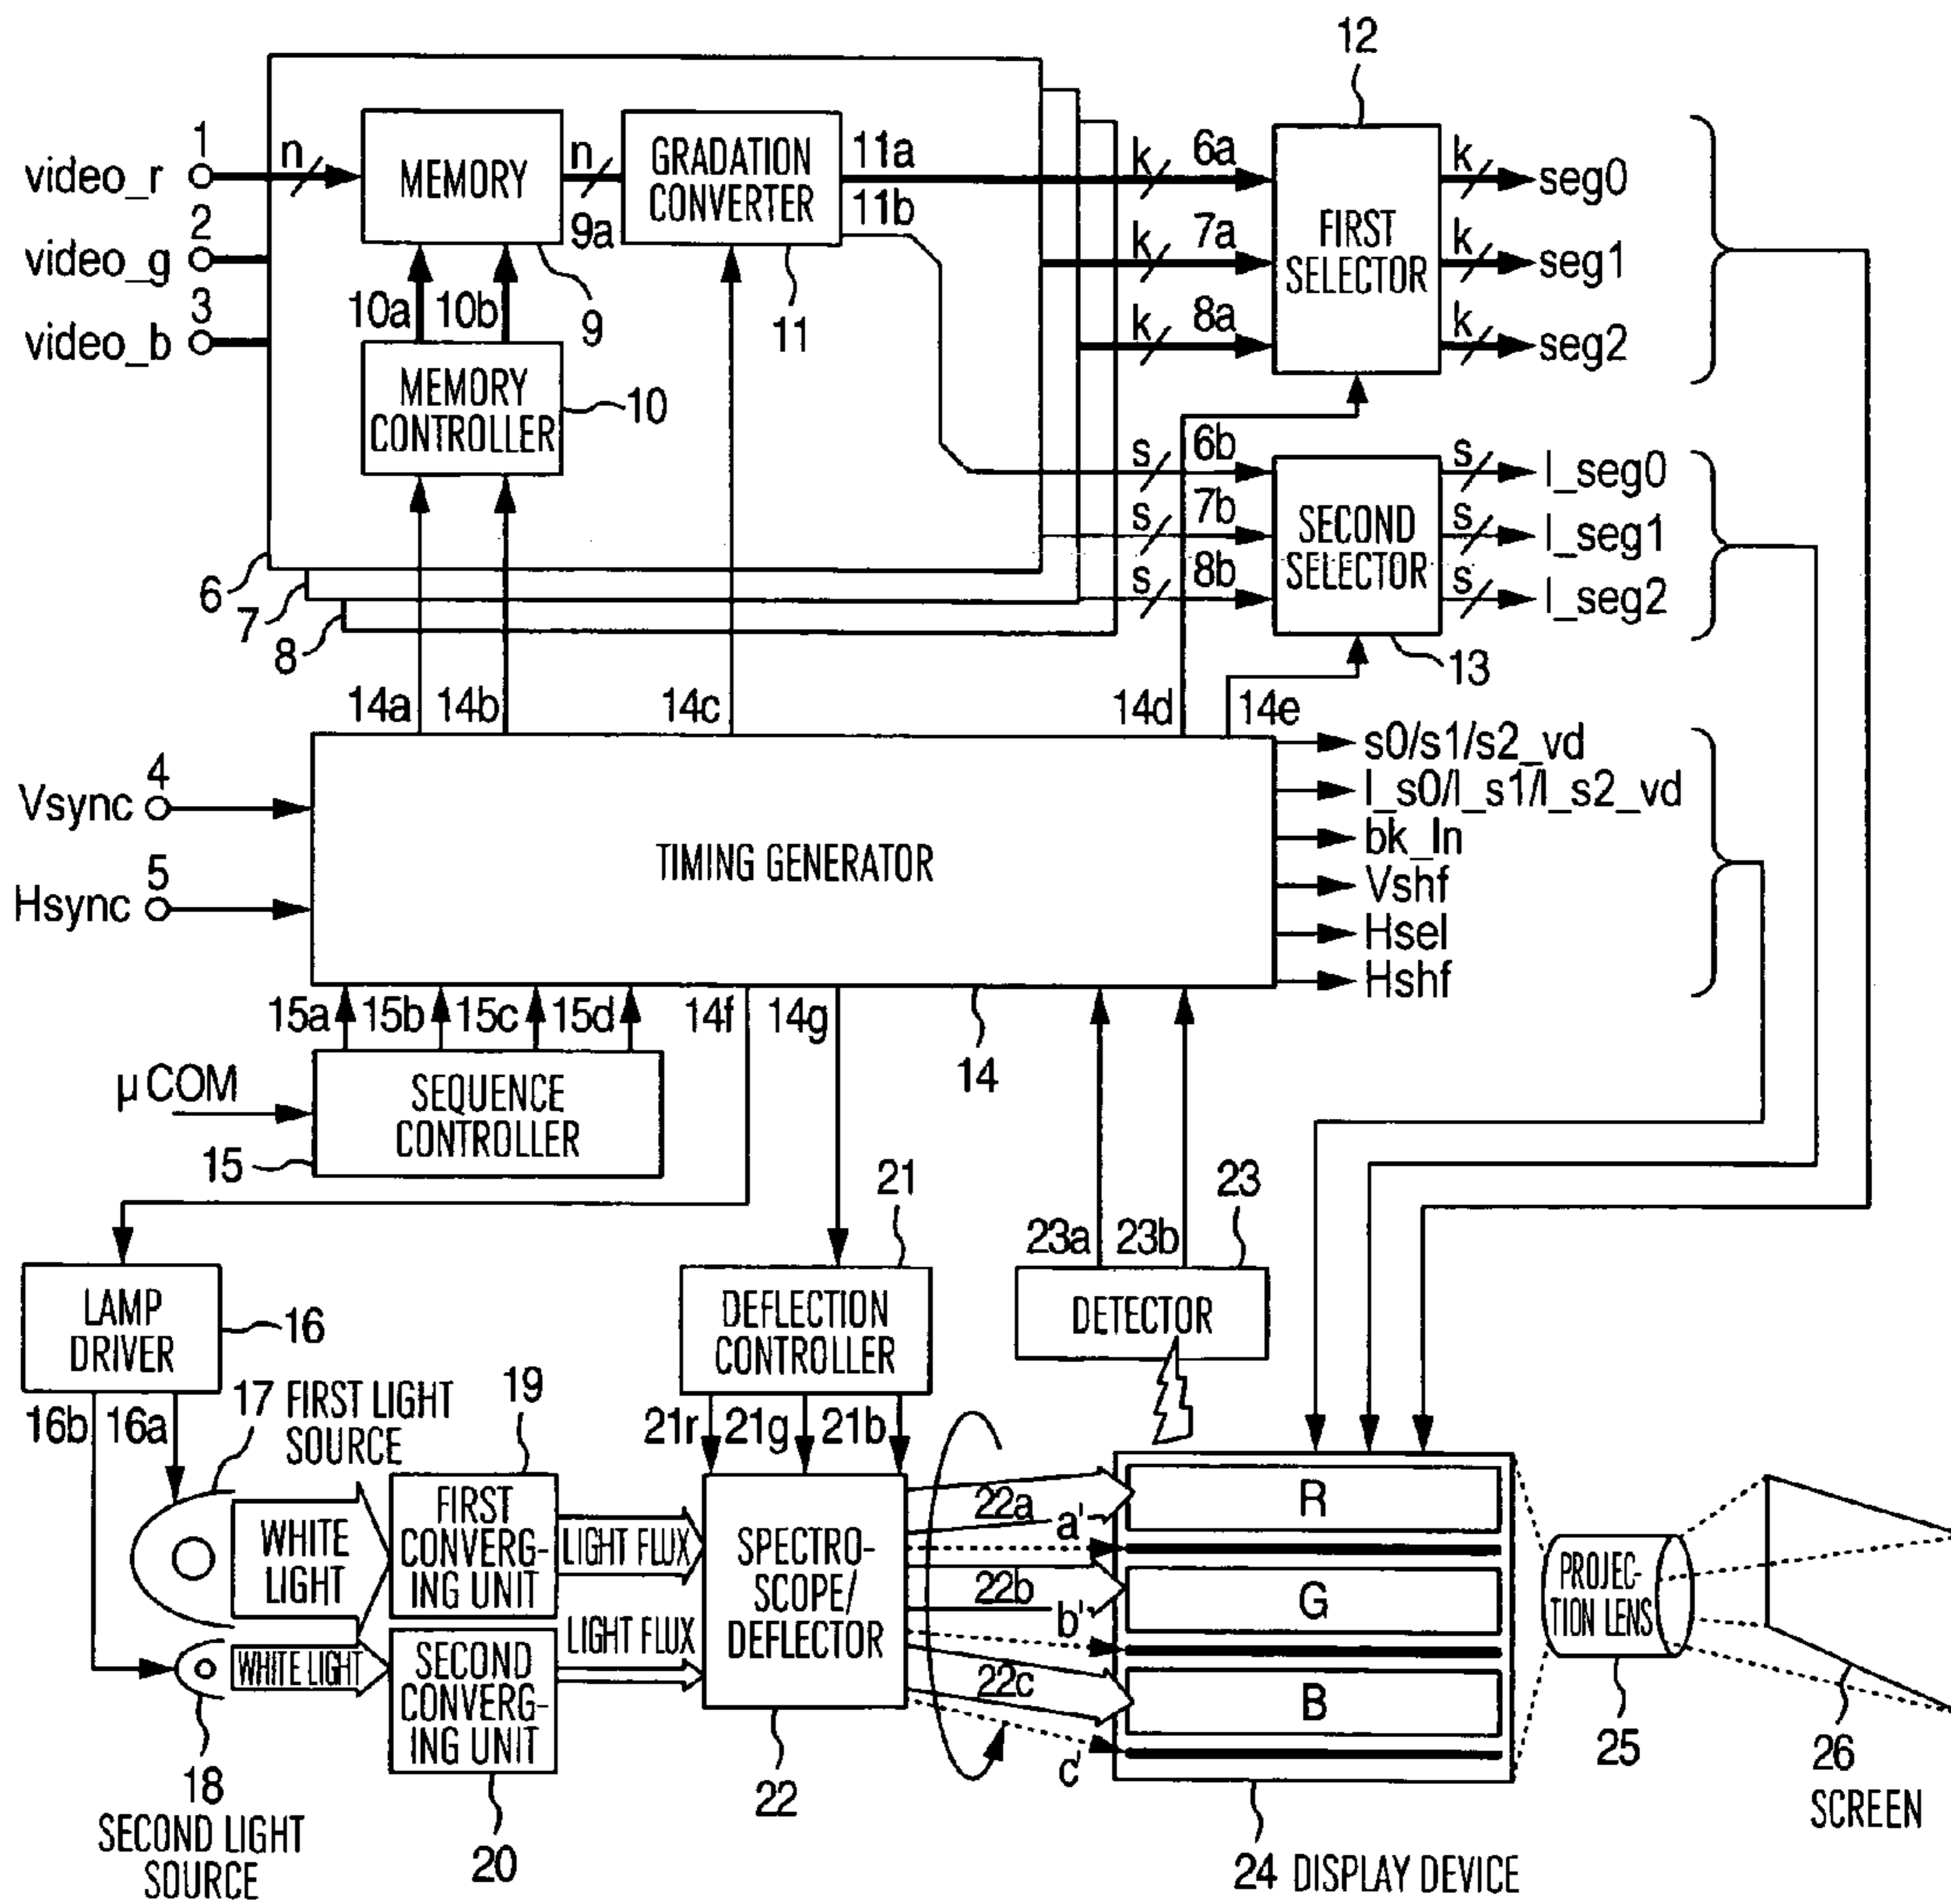 12
1
video_r
n
MEMORY
n
9a
GRADATION
CONVERTER
11a
11b
k
6a
FIRST
SELECTOR
k
seg0
2
video_g
k
7a
k
seg1
3
video_b
10a
10b
9
11
k
8a
k
seg2
MEMORY
CONTROLLER
10
s
6b
SECOND
SELECTOR
s
l_seg0
s
7b
s
l_seg1
s
8b
s
l_seg2
6
7
8
13
14a
14b
14c
14d
14e
4
Vsync
5
Hsync
TIMING GENERATOR
s0/s1/s2_vd
l_s0/l_s1/l_s2_vd
bk_ln
Vshf
Hsel
Hshf
15a
15b
15c
15d
14f
14g
14
μCOM
SEQUENCE
CONTROLLER
15
21
23
23a
23b
LAMP
DRIVER
16
DEFLECTION
CONTROLLER
DETECTOR
16b
16a
17 FIRST LIGHT
SOURCE
19
21r
21g
21b
WHITE
LIGHT
FIRST
CONVERG-
ING UNIT
LIGHT FLUX
SPECTRO-
SCOPE/
DEFLECTOR
22a
a'
22b
b'
22c
c'
R
G
B
PROJEC-
TION LENS
WHITE LIGHT
SECOND
CONVERG-
ING UNIT
LIGHT FLUX
18
SECOND LIGHT
SOURCE
20
22
24 DISPLAY DEVICE
25
26
SCREEN